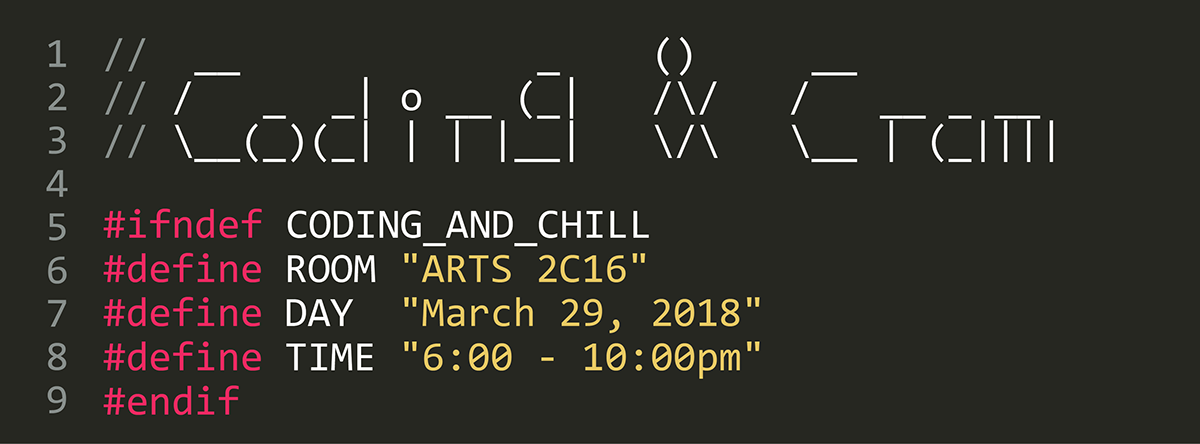 1 //
2 // Coding & Cram
3 //
4
5 #ifndef CODING_AND_CHILL
6 #define ROOM "ARTS 2C16"
7 #define DAY  "March 29, 2018"
8 #define TIME "6:00 - 10:00pm"
9 #endif